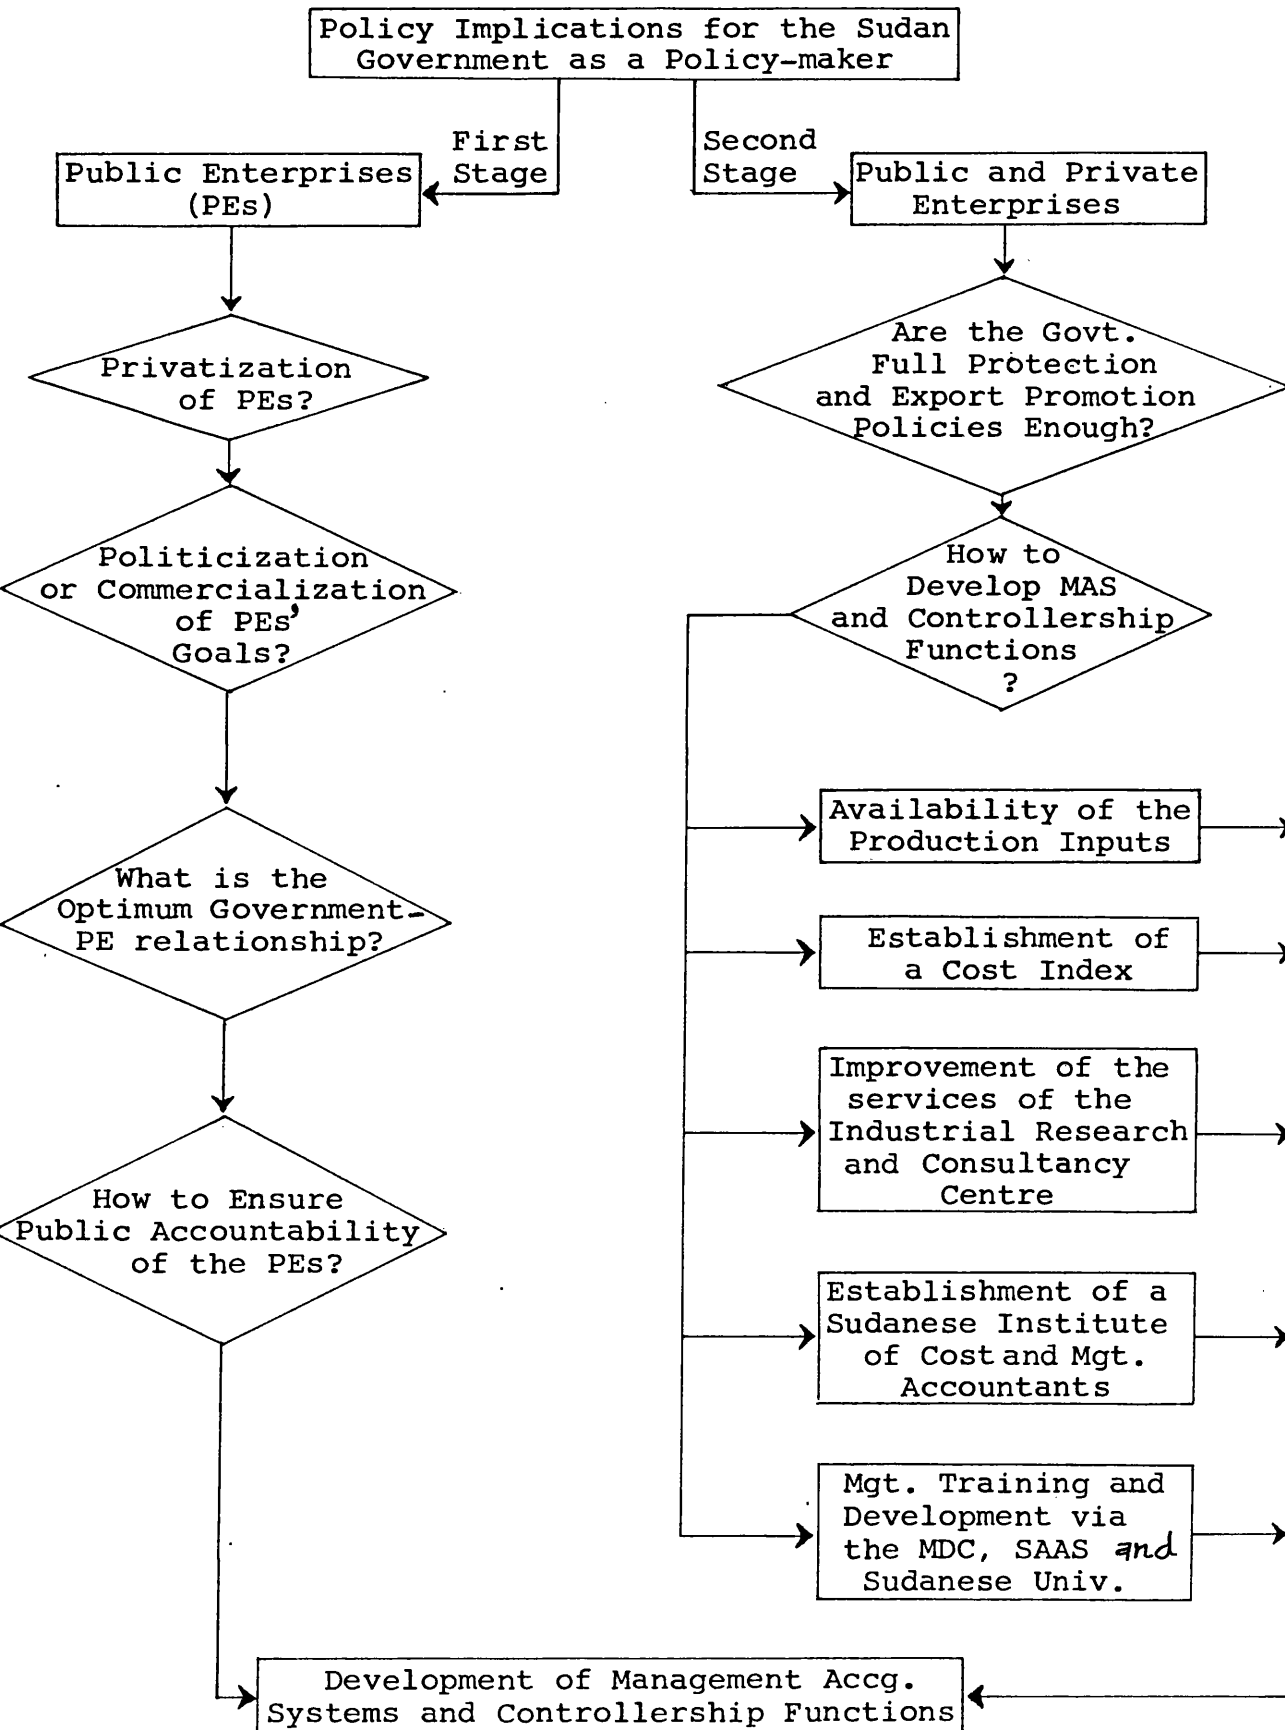 Policy Implications for the Sudan
Government as a Policy-maker
First
Stage
Second
Stage
Public Enterprises
(PEs)
Public and Private
Enterprises
Privatization
of PEs?
Politicization
or Commercialization
of PEs'
Goals?
What is the
Optimum Government-
PE relationship?
How to Ensure
Public Accountability
of the PEs?
Are the Govt.
Full Protection
and Export Promotion
Policies Enough?
How to
Develop MAS
and Controllership
Functions
?
Availability of the
Production Inputs
Establishment of
a Cost Index
Improvement of the
services of the
Industrial Research
and Consultancy
Centre
Establishment of a
Sudanese Institute
of Cost and Mgt.
Accountants
Mgt. Training and
Development via
the MDC, SAAS and
Sudanese Univ.
Development of Management Accg.
Systems and Controllership Functions